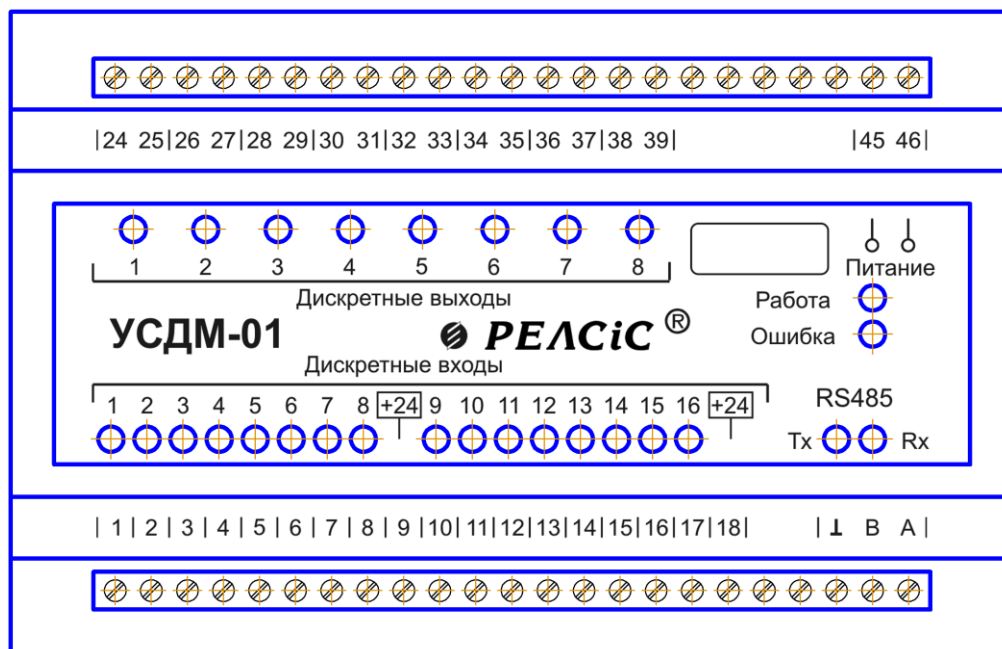 |24 25|26 27|28 29|30 31|32 33|34 35|36 37|38 39| |45 46|
1 2 3 4 5 6 7 8
Питание
Дискретные выходы
Работа
УСДМ-01 РЕЛСіС ®
Ошибка
Дискретные входы
1 2 3 4 5 6 7 8 +24 9 10 11 12 13 14 15 16 +24
RS485
Tx Rx
| 1 | 2 | 3 | 4 | 5 | 6 | 7 | 8 | 9 |10|11|12|13|14|15|16|17|18| | ⊥ B A |